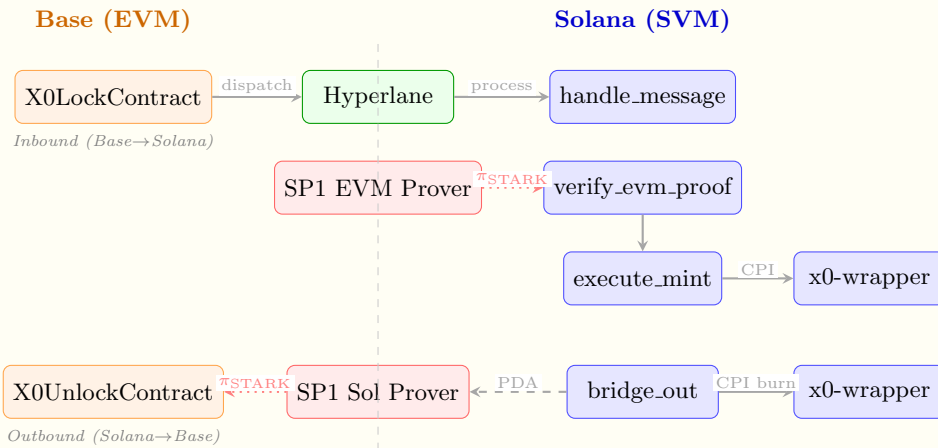 Base (EVM)
Solana (SVM)
X0LockContract
dispatch
Hyperlane
process
handle_message
Inbound (Base→Solana)
SP1 EVM Prover
πSTARK
verify_evm_proof
execute_mint
CPI
x0-wrapper
X0UnlockContract
πSTARK
SP1 Sol Prover
PDA
bridge_out
CPI burn
x0-wrapper
Outbound (Solana→Base)